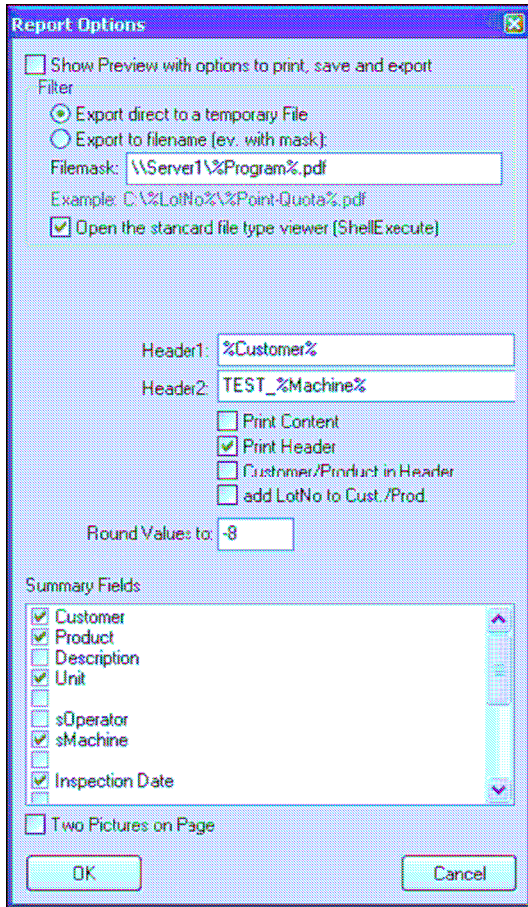 Report Options
Show Preview with options to print, save and export
Filter
Export direct to a temporary File
Export to filename (ev. with mask):
Filemask: \\Server1\%Program%.pdf
Example: C:\%LotNo%\%Point-Quota%.pdf
Open the stancard file type viewer (ShellExecute)
Header1: %Customer%
Header2: TEST_%Machine%
Print Content
Print Header
Customer/Product in Header
add LotNo to Cust./Prod.
Round Values to: -8
Summary Fields
Customer
Product
Description
Unit
sOperator
sMachine
Inspection Date
Two Pictures on Page
OK Cancel